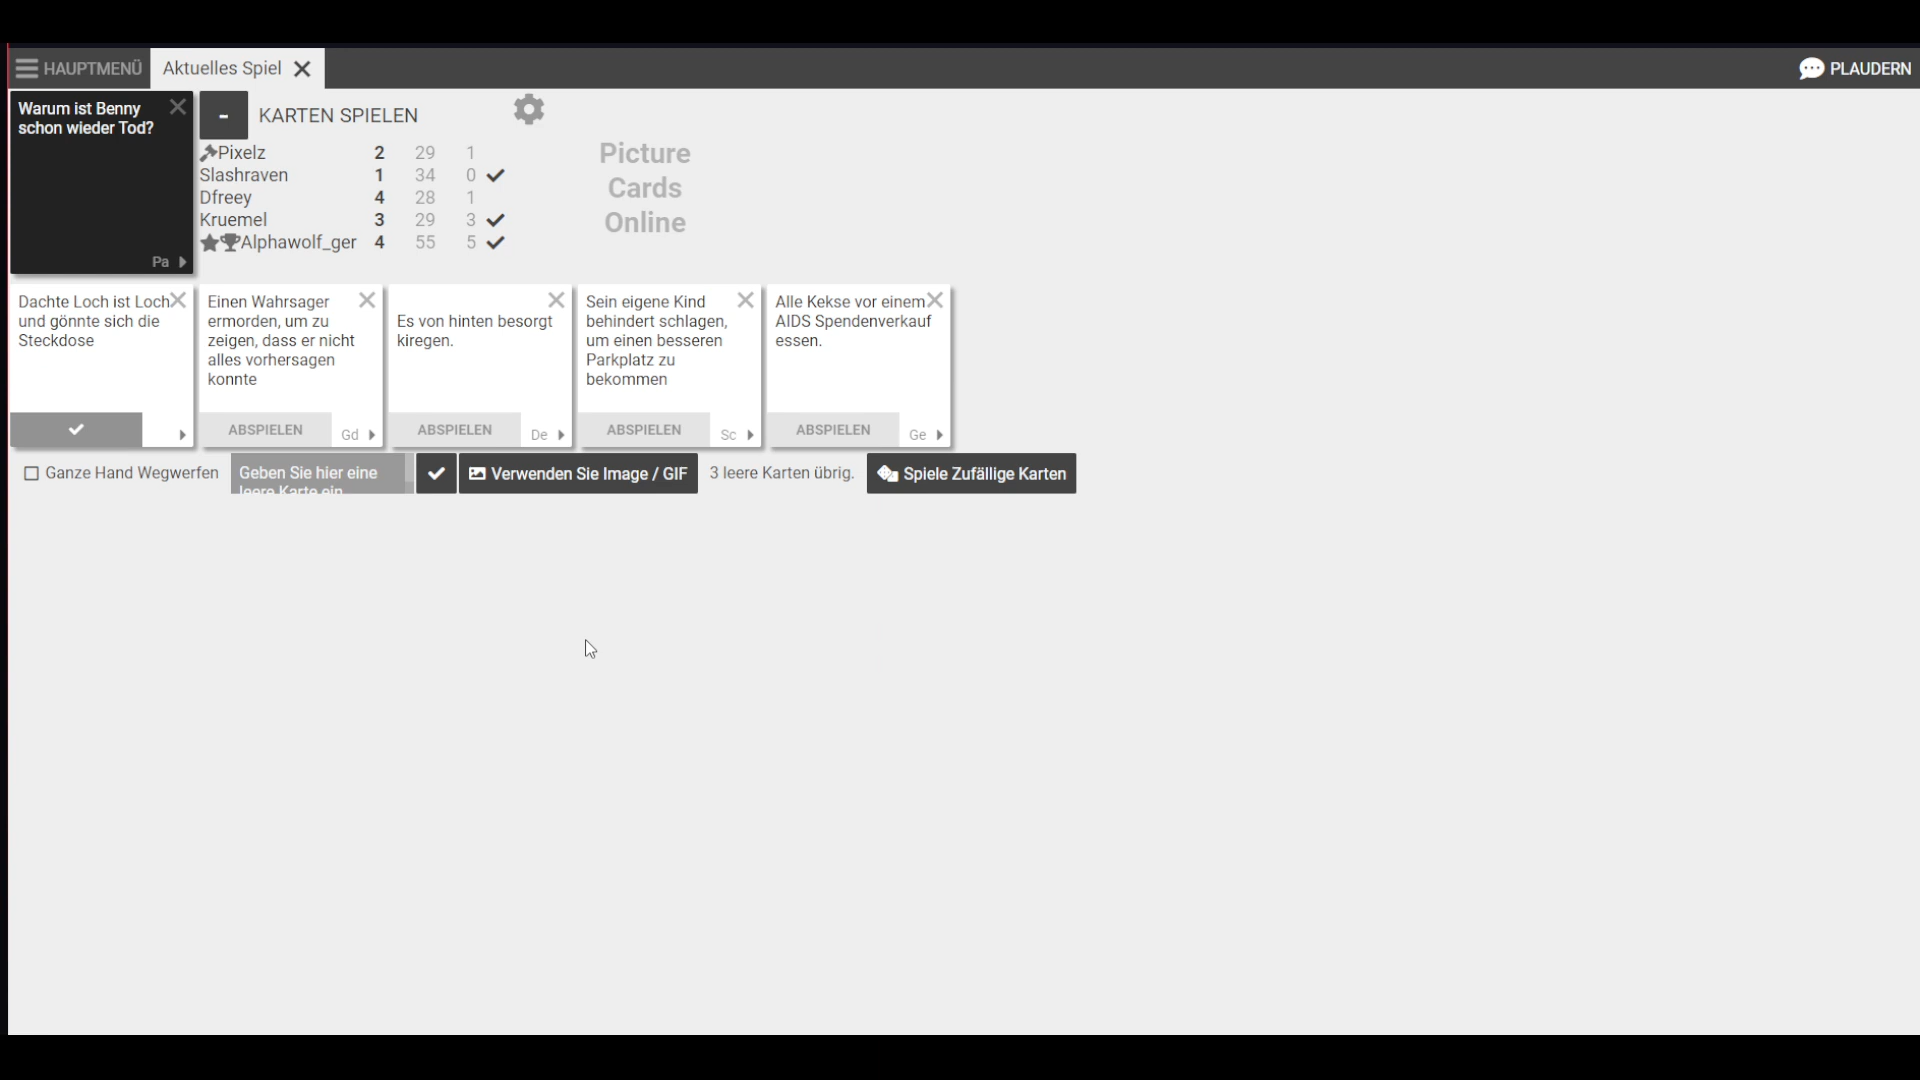 HAUPTMENÜ
Aktuelles Spiel
PLAUDERN
Warum ist Benny
schon wieder Tod?
Pa
-
KARTEN SPIELEN
Pixelz 2 29 1
Slashraven 1 34 0
Dfreey 4 28 1
Kruemel 3 29 3
Alphawolf_ger 4 55 5
Picture
Cards
Online
Dachte Loch ist Loch
und gönnte sich die
Steckdose
Einen Wahrsager
ermorden, um zu
zeigen, dass er nicht
alles vorhersagen
konnte
ABSPIELEN
Gd
Es von hinten besorgt
kiregen.
ABSPIELEN
De
Sein eigene Kind
behindert schlagen,
um einen besseren
Parkplatz zu
bekommen
ABSPIELEN
Sc
Alle Kekse vor einem
AIDS Spendenverkauf
essen.
ABSPIELEN
Ge
Ganze Hand Wegwerfen
Geben Sie hier eine
leere Karte ein
Verwenden Sie Image / GIF
3 leere Karten übrig.
Spiele Zufällige Karten